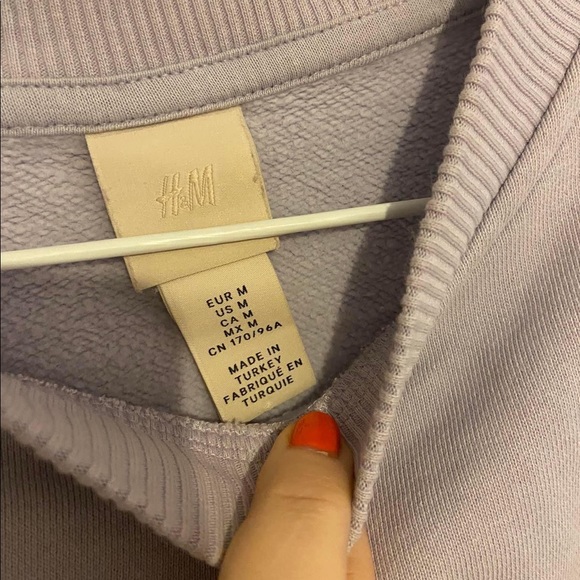 H&M
EUR M
US M
CA M
MX M
CN 170/96A
MADE IN
TURKEY
FABRIQUÉ EN
TURQUIE